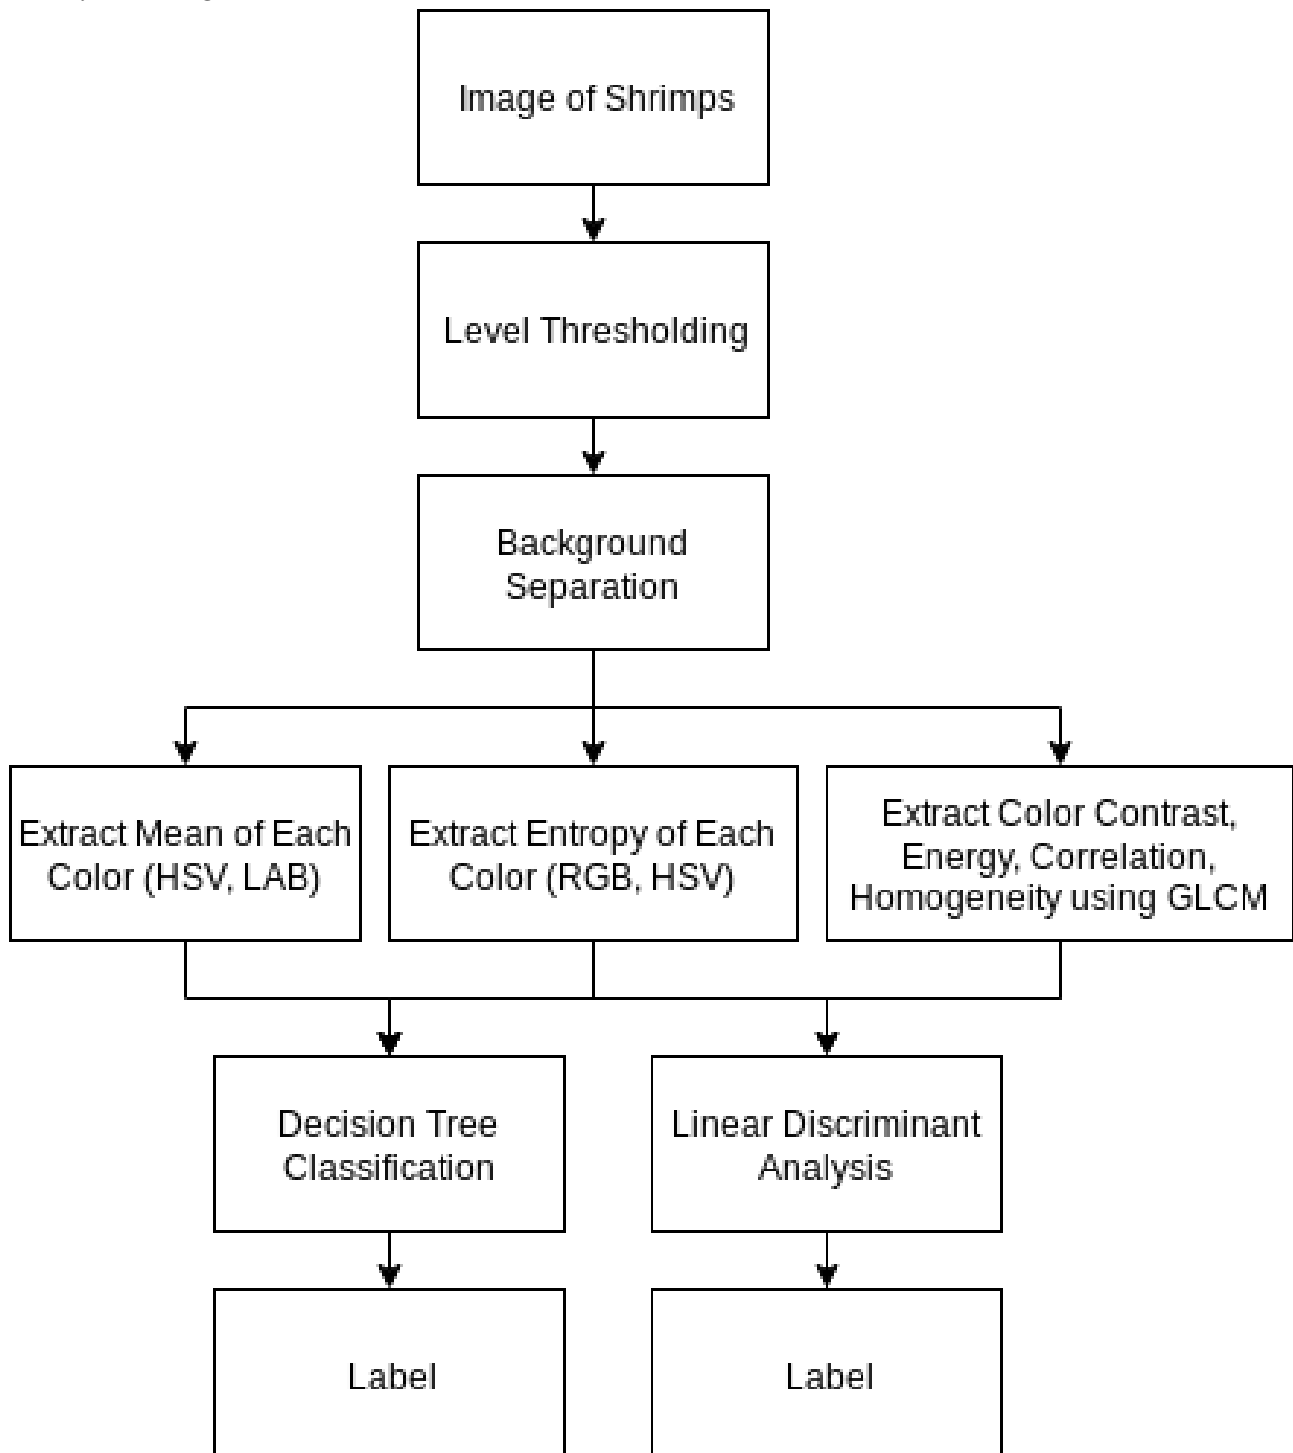 Image of Shrimps
Level Thresholding
Background
Separation
Extract Mean of Each
Color (HSV, LAB)
Extract Entropy of Each
Color (RGB, HSV)
Extract Color Contrast,
Energy, Correlation,
Homogeneity using GLCM
Decision Tree
Classification
Linear Discriminant
Analysis
Label
Label